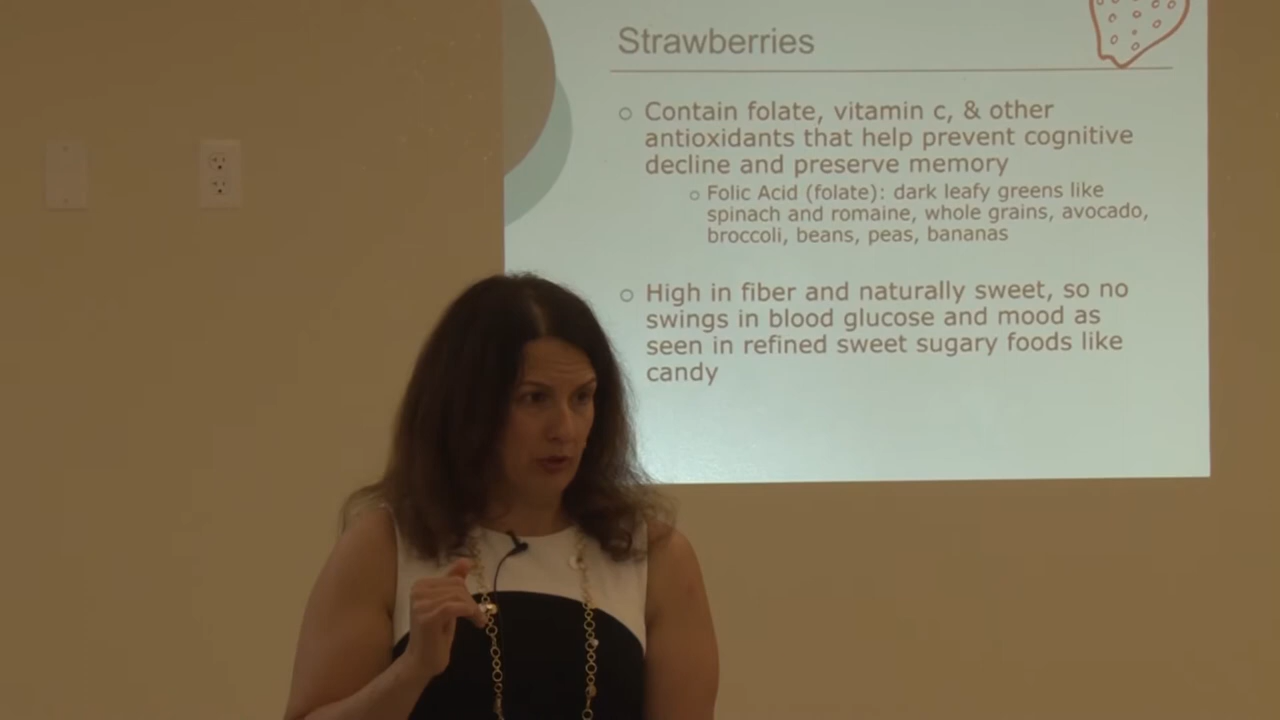 Strawberries
Contain folate, vitamin c, & other
antioxidants that help prevent cognitive
decline and preserve memory
Folic Acid (folate): dark leafy greens like
spinach and romaine, whole grains, avocado,
broccoli, beans, peas, bananas
High in fiber and naturally sweet, so no
swings in blood glucose and mood as
seen in refined sweet sugary foods like
candy